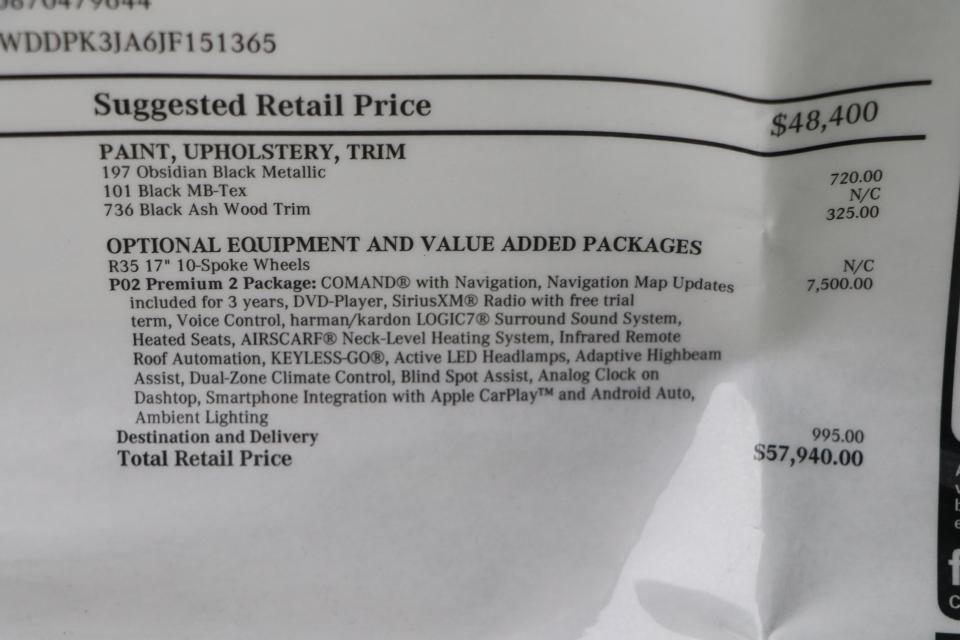 WDDPK3JA6JF151365
Suggested Retail Price $48,400
PAINT, UPHOLSTERY, TRIM
197 Obsidian Black Metallic 720.00
101 Black MB-Tex N/C
736 Black Ash Wood Trim 325.00
OPTIONAL EQUIPMENT AND VALUE ADDED PACKAGES
R35 17" 10-Spoke Wheels N/C
P02 Premium 2 Package: COMAND® with Navigation, Navigation Map Updates 7,500.00
included for 3 years, DVD-Player, SiriusXM® Radio with free trial
term, Voice Control, harman/kardon LOGIC7® Surround Sound System,
Heated Seats, AIRSCARF® Neck-Level Heating System, Infrared Remote
Roof Automation, KEYLESS-GO®, Active LED Headlamps, Adaptive Highbeam
Assist, Dual-Zone Climate Control, Blind Spot Assist, Analog Clock on
Dashtop, Smartphone Integration with Apple CarPlay™ and Android Auto,
Ambient Lighting
Destination and Delivery 995.00
Total Retail Price $57,940.00